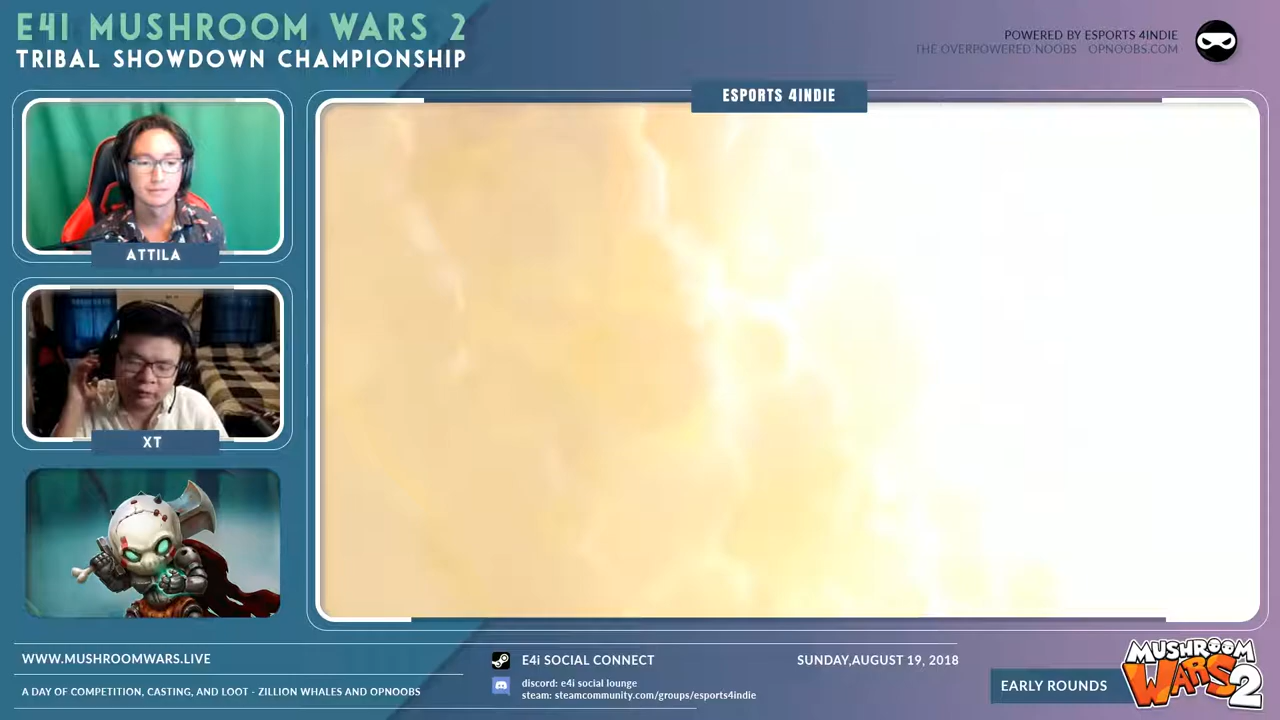 E4I MUSHROOM WARS 2
TRIBAL SHOWDOWN CHAMPIONSHIP
POWERED BY ESPORTS 4INDIE
THE OVERPOWERED NOOBS OPNOOBS.COM
ESPORTS 4INDIE
ATTILA
XT
WWW.MUSHROOMWARS.LIVE
A DAY OF COMPETITION, CASTING, AND LOOT - ZILLION WHALES AND OPNOOBS
E4i SOCIAL CONNECT
discord: e4i social lounge
steam: steamcommunity.com/groups/esports4indie
SUNDAY,AUGUST 19, 2018
EARLY ROUNDS
MUSHROOM
WARS 2